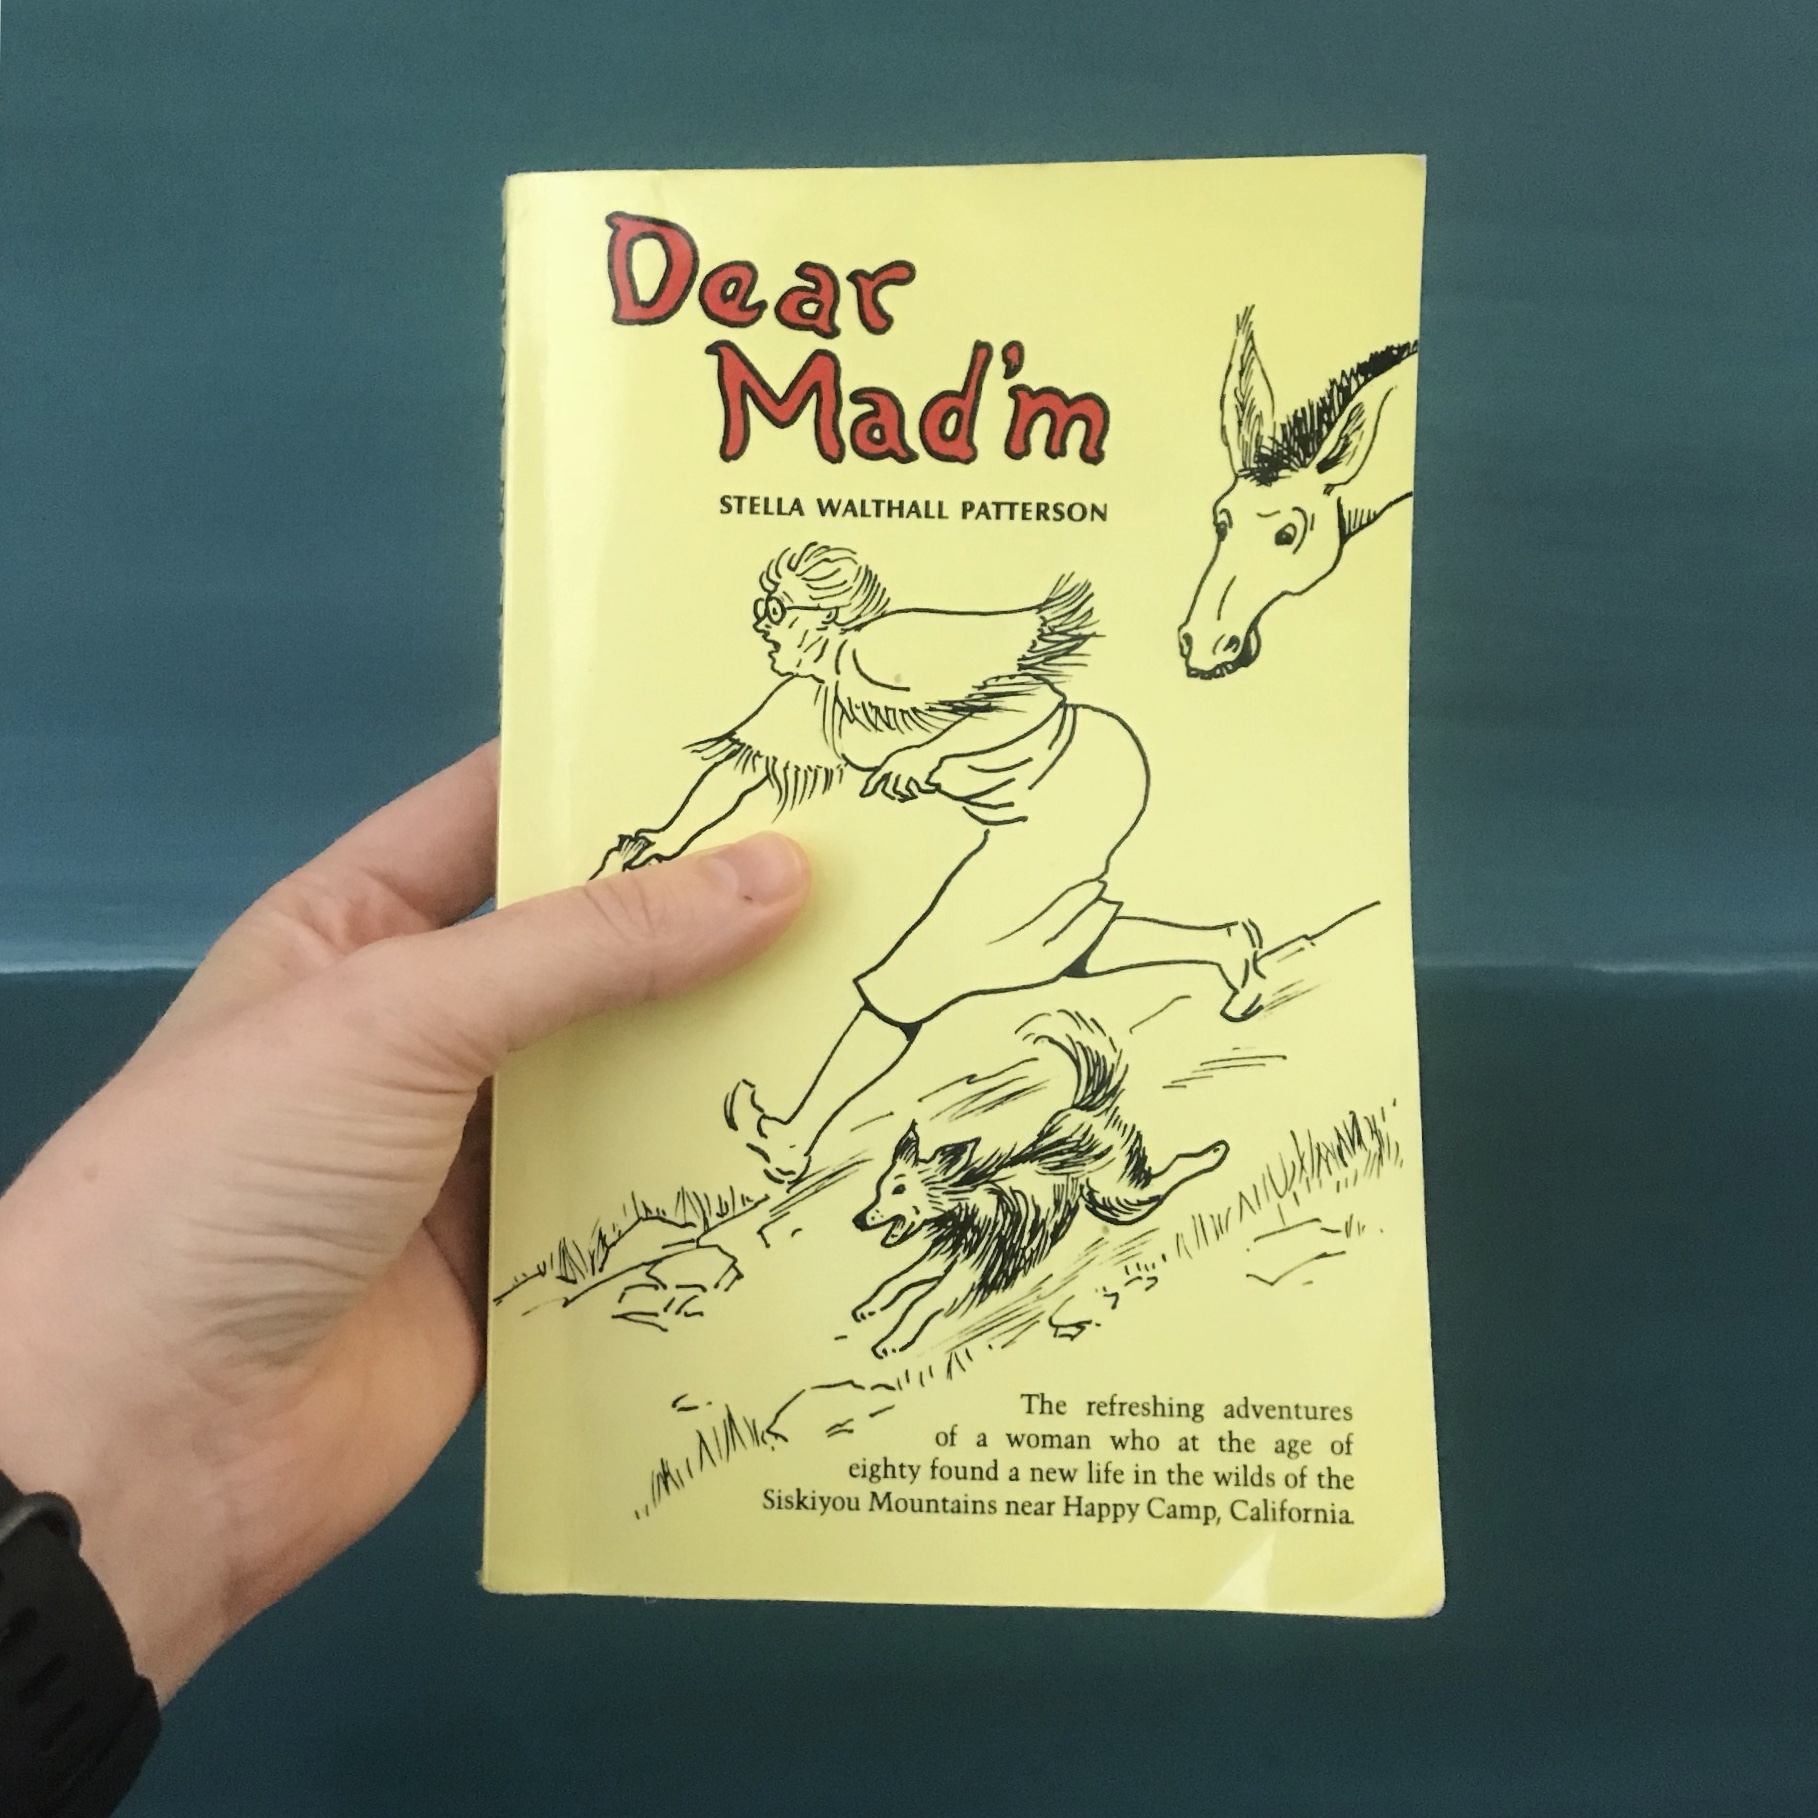 Dear
Mad'm
STELLA WALTHALL PATTERSON
The refreshing adventures
of a woman who at the age of
eighty found a new life in the wilds of the
Siskiyou Mountains near Happy Camp, California.